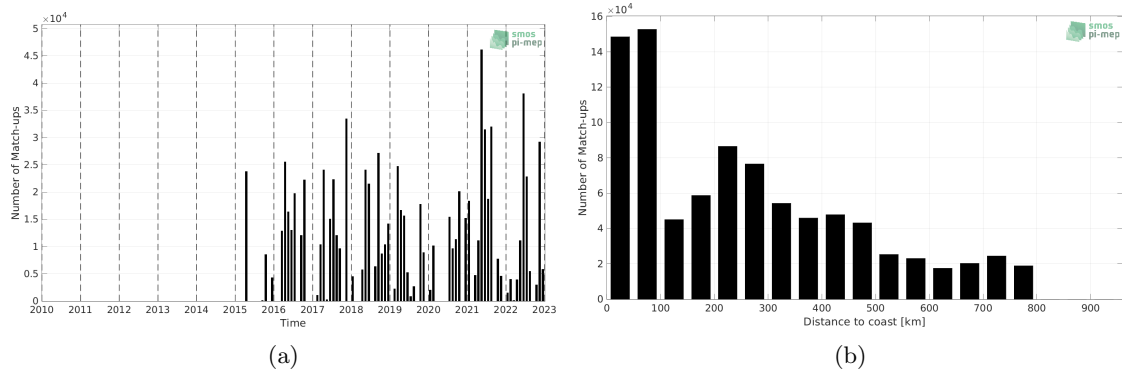 ×10⁴
5
4.5
4
3.5
3
2.5
2
1.5
1
0.5
0
Number of Match-ups
2010 2011 2012 2013 2014 2015 2016 2017 2018 2019 2020 2021 2022 2023
Time
smos
pi-mep
(a)
16 ×10⁴
14
12
10
8
6
4
2
0
Number of Match-ups
0 100 200 300 400 500 600 700 800 900
Distance to coast [km]
smos
pi-mep
(b)